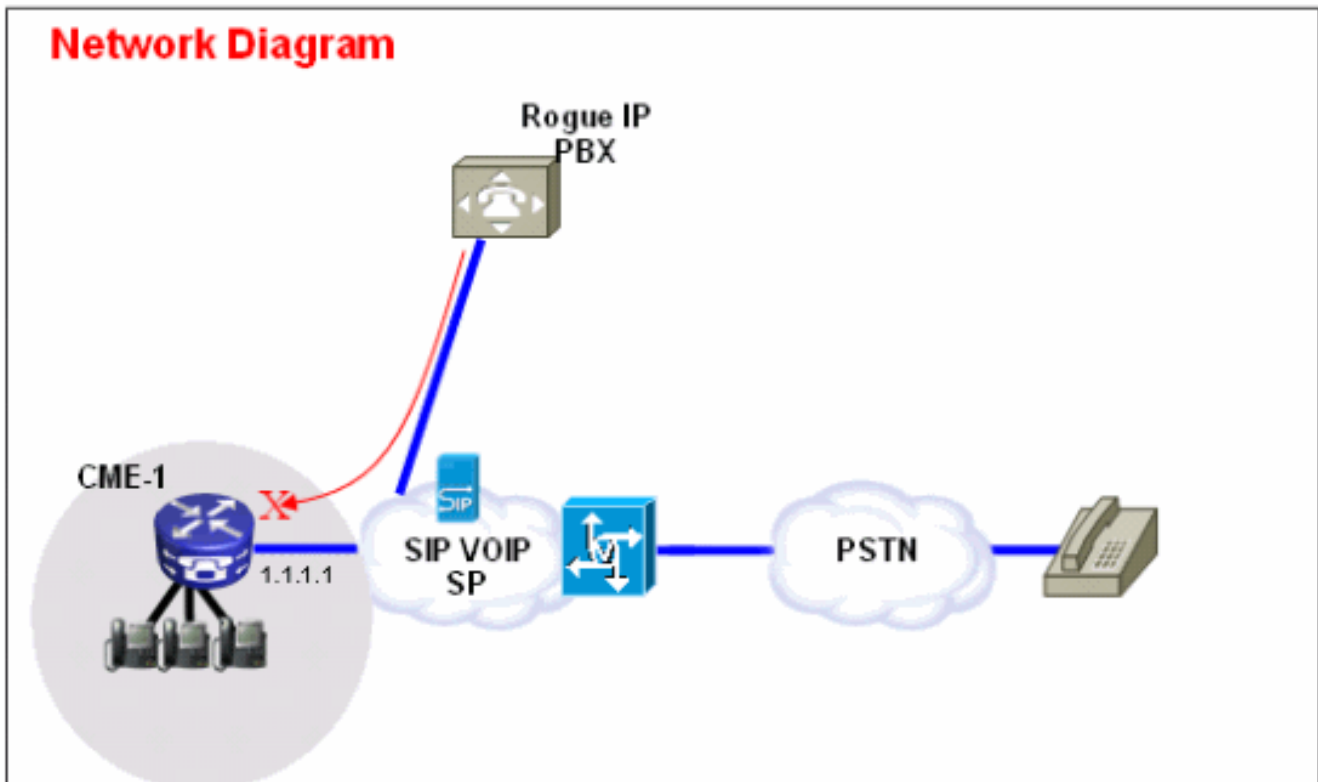 Network Diagram
Rogue IP
PBX
CME-1
1.1.1.1
SIP
SIP VOIP
SP
V
PSTN